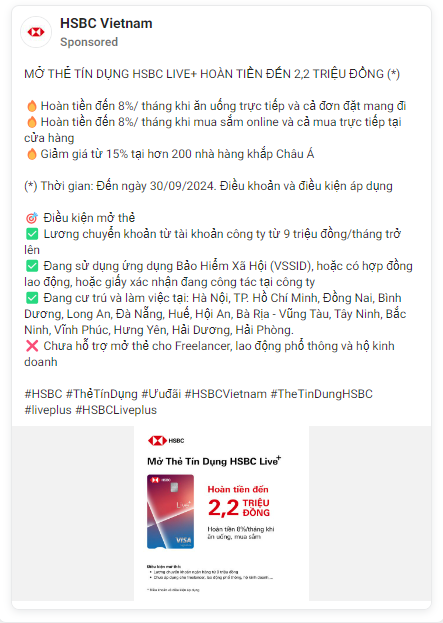 HSBC Vietnam
Sponsored
MỞ THẺ TÍN DỤNG HSBC LIVE+ HOÀN TIỀN ĐẾN 2,2 TRIỆU ĐỒNG (*)
🔥Hoàn tiền đến 8%/ tháng khi ăn uống trực tiếp và cả đơn đặt mang đi
🔥Hoàn tiền đến 8%/ tháng khi mua sắm online và cả mua trực tiếp tại
cửa hàng
🔥Giảm giá từ 15% tại hơn 200 nhà hàng khắp Châu Á
(*) Thời gian: Đến ngày 30/09/2024. Điều khoản và điều kiện áp dụng
🎯 Điều kiện mở thẻ
✅ Lương chuyển khoản từ tài khoản công ty từ 9 triệu đồng/tháng trở
lên
✅ Đang sử dụng ứng dụng Bảo Hiểm Xã Hội (VSSID), hoặc có hợp đồng
lao động, hoặc giấy xác nhận đang công tác tại công ty
✅ Đang cư trú và làm việc tại: Hà Nội, TP. Hồ Chí Minh, Đồng Nai, Bình
Dương, Long An, Đà Nẵng, Huế, Hội An, Bà Rịa - Vũng Tàu, Tây Ninh, Bắc
Ninh, Vĩnh Phúc, Hưng Yên, Hải Dương, Hải Phòng.
❌ Chưa hỗ trợ mở thẻ cho Freelancer, lao động phổ thông và hộ kinh
doanh
#HSBC #ThẻTínDụng #Ưuđãi #HSBCVietnam #TheTinDungHSBC
#liveplus #HSBCLiveplus
HSBC
Mở Thẻ Tín Dụng HSBC Live+
Live+
VISA
Hoàn tiền đến
2,2 TRIỆU ĐỒNG
Hoàn tiền 8%/tháng khi
ăn uống, mua sắm
Điều kiện mở thẻ: